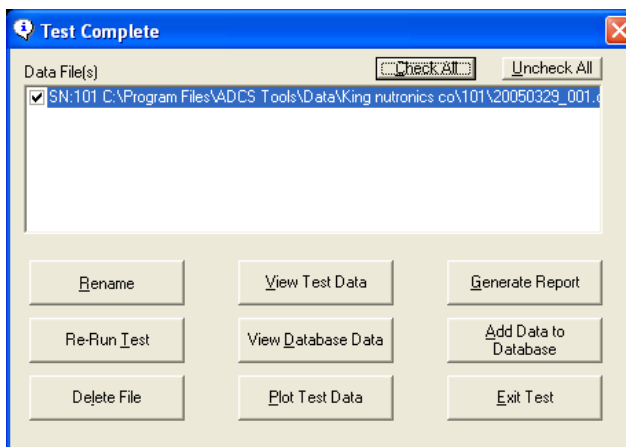 Test Complete
Data File(s)
Check All
Uncheck All
SN:101 C:\Program Files\ADCS Tools\Data\King nutronics co\101\20050329_001.c
Rename
View Test Data
Generate Report
Re-Run Test
View Database Data
Add Data to
Database
Delete File
Plot Test Data
Exit Test